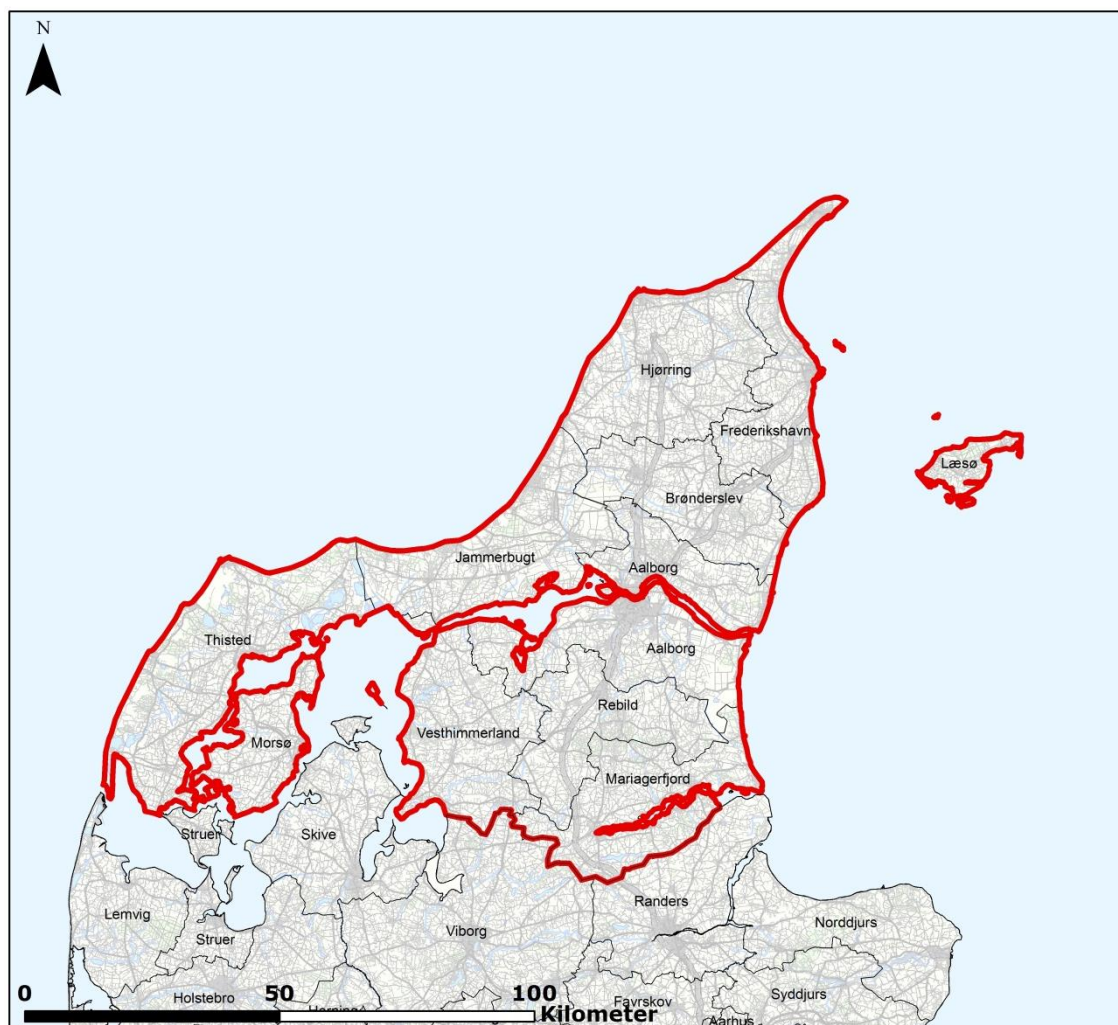 N
Hjørring
Frederikshavn
Læsø
Brønderslev
Jammerbugt
Aalborg
Thisted
Aalborg
Rebild
Vesthimmerland
Morsø
Mariagerfjord
Struer
Skive
Randers
Lemvig
Norddjurs
Viborg
Struer
0 50 100
Holstebro
Syddjurs
Favrskov
Kilometer